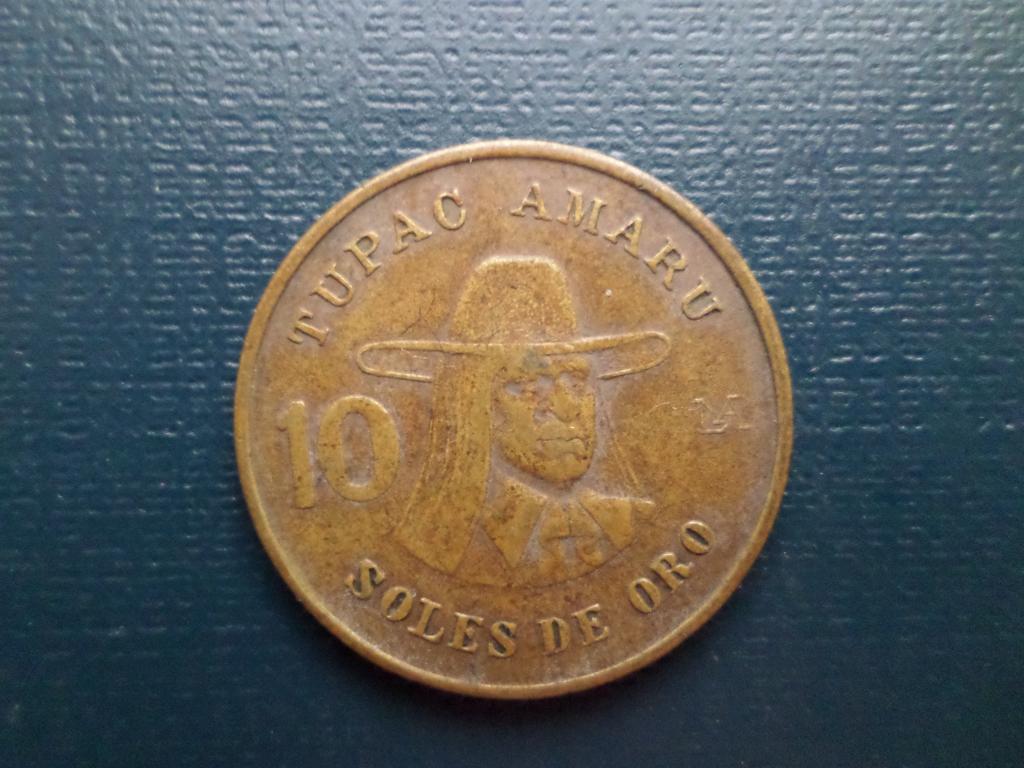 TUPAC AMARU
10
SOLES DE ORO